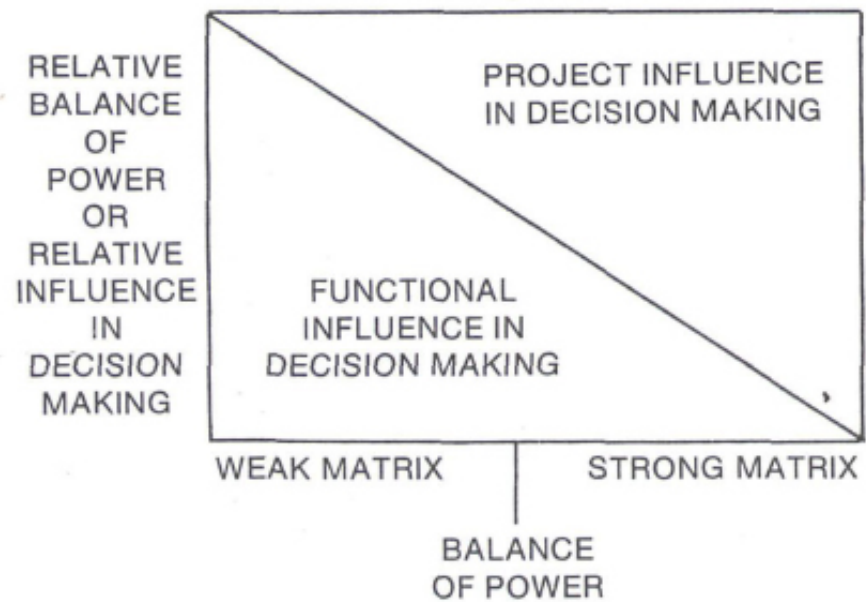 RELATIVE
BALANCE
OF
POWER
OR
RELATIVE
INFLUENCE
IN
DECISION
MAKING
PROJECT INFLUENCE
IN DECISION MAKING
FUNCTIONAL
INFLUENCE IN
DECISION MAKING
WEAK MATRIX
STRONG MATRIX
BALANCE
OF POWER